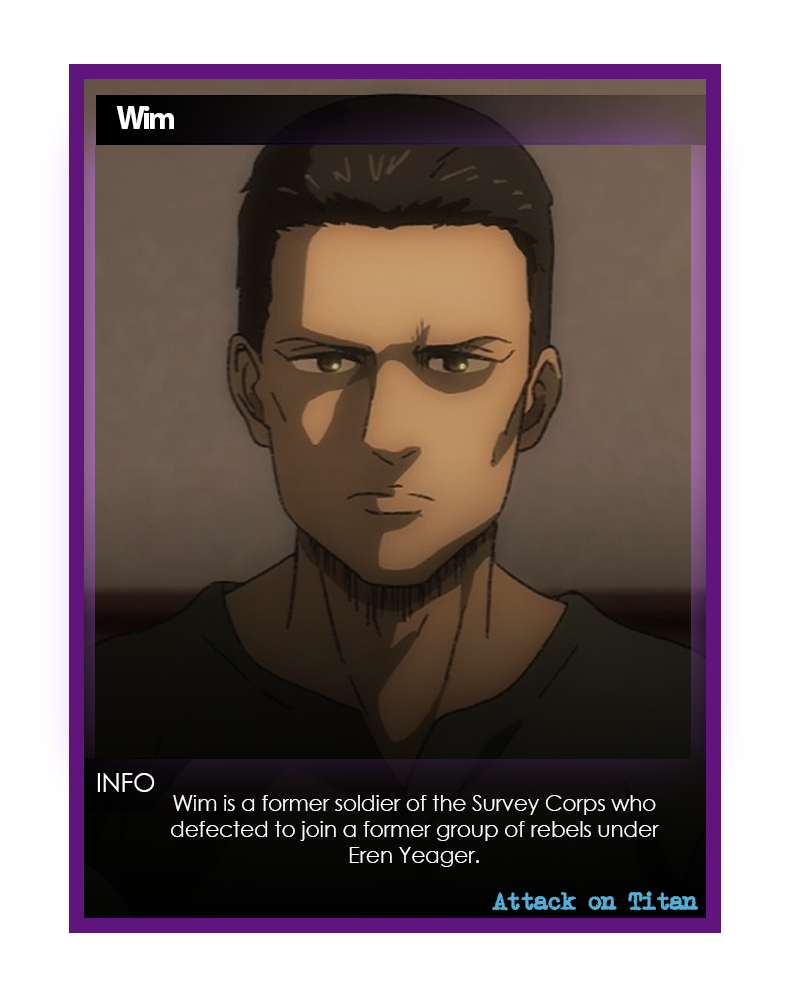 Wim
INFO
Wim is a former soldier of the Survey Corps who
defected to join a former group of rebels under
Eren Yeager.
Attack on Titan